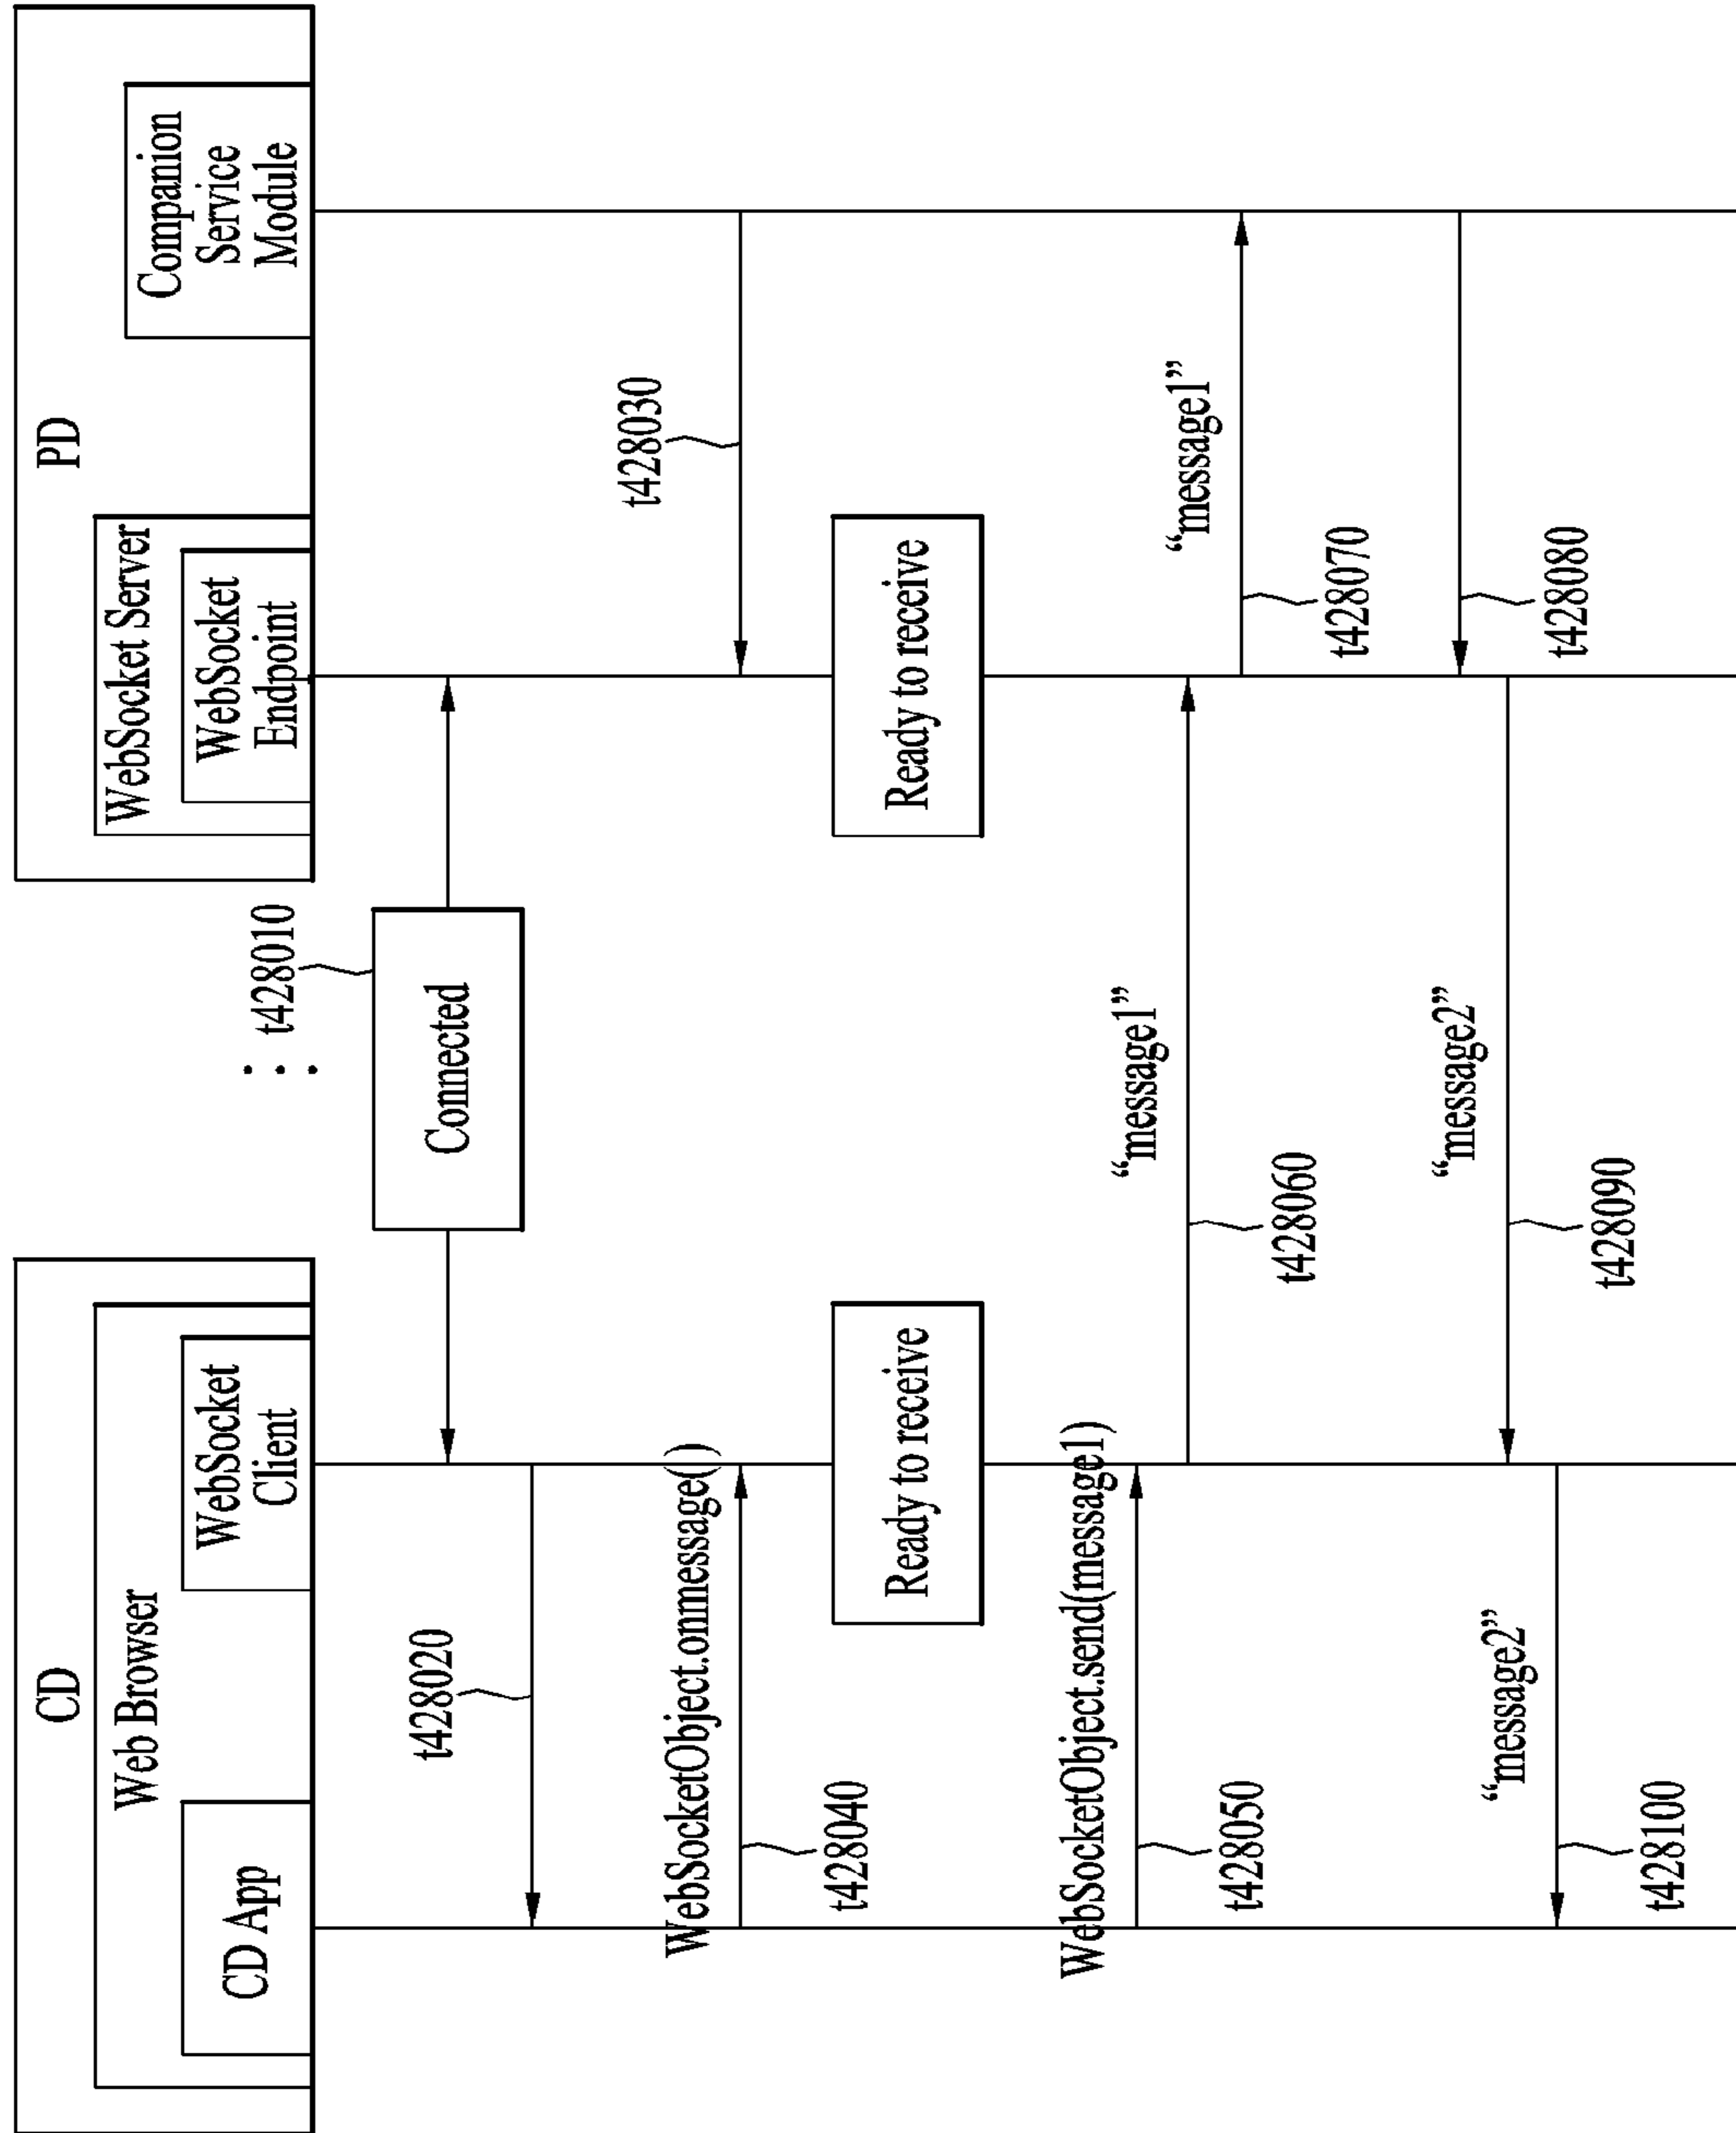 CD
Web Browser
CD App
WebSocket
Client
PD
WebSocket Server
WebSocket
Endpoint
Companion
Service
Module
t428010
Connected
t428020
t428030
WebSocketObject.onmessage( )
t428040
Ready to receive
Ready to receive
WebSocketObject.send(message1)
t428050
“message1”
t428060
“message1”
t428070
t428080
“message2”
t428090
“message2”
t428100